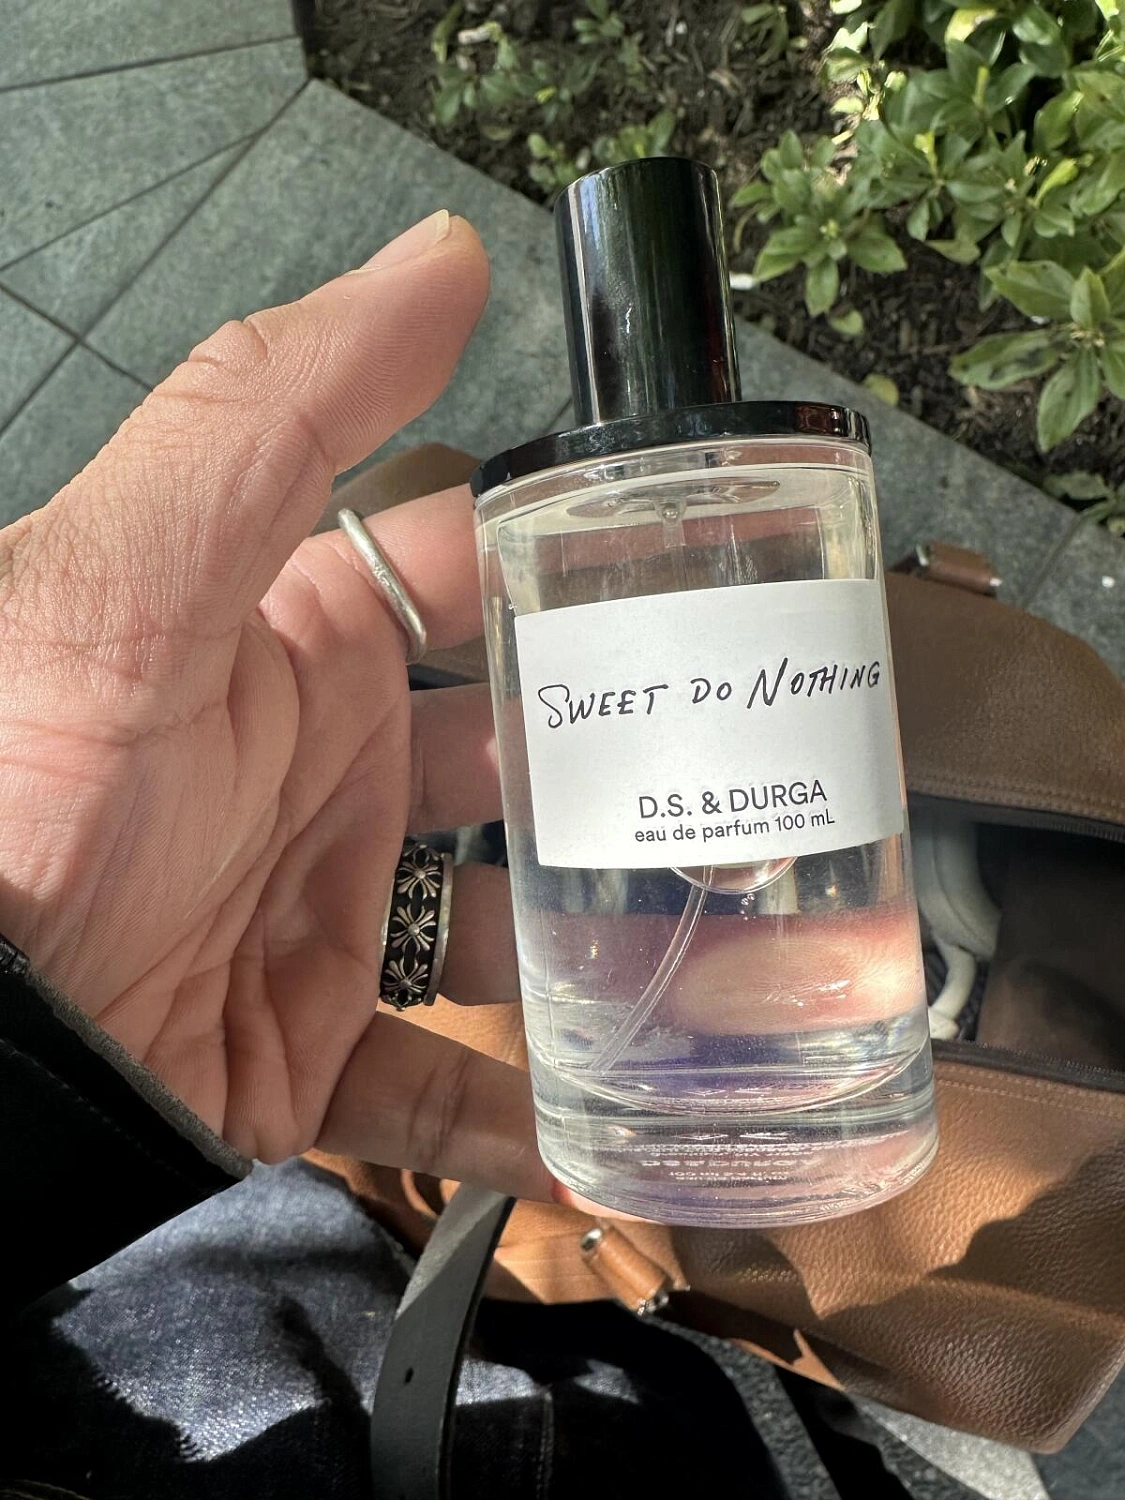 SWEET DO NOTHING
D.S. & DURGA
eau de parfum 100 mL